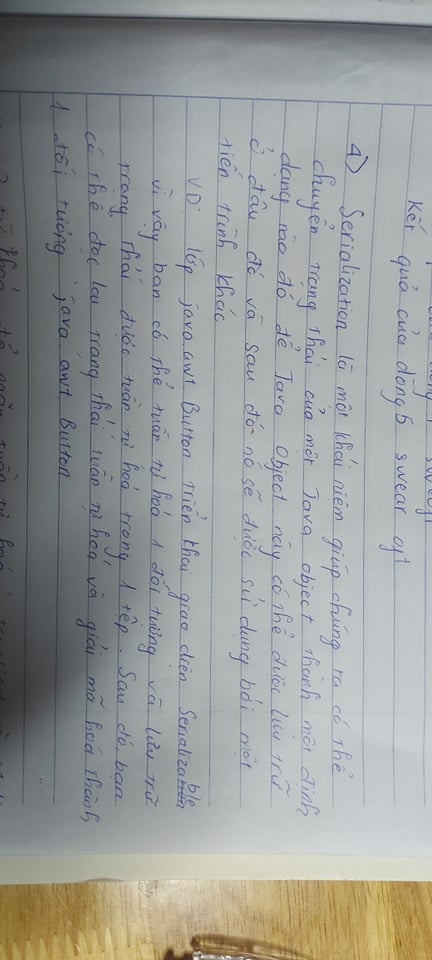 swear
Kết quả của dòng 5 swear oft
4) Serialization là một khái niệm giúp chúng ta có thể
chuyển trạng thái của một Java object thành một định
dạng nào đó để Java Object này có thể được lưu trữ
ở đâu đó và sau đó nó sẽ được sử dụng bởi một
tiến trình khác
VD: lớp java.awt Button triển khai giao diện Serializable
vì vậy bạn có thể tuần tự hoá 1 đối tượng và lưu trữ
trạng thái được tuần tự hoá trong 1 tệp. Sau đó, bạn
có thể đọc lại trạng thái tuần tự hóa và giải mã hoá thành
1 đối tượng java awt. Button
tuần tự hoá